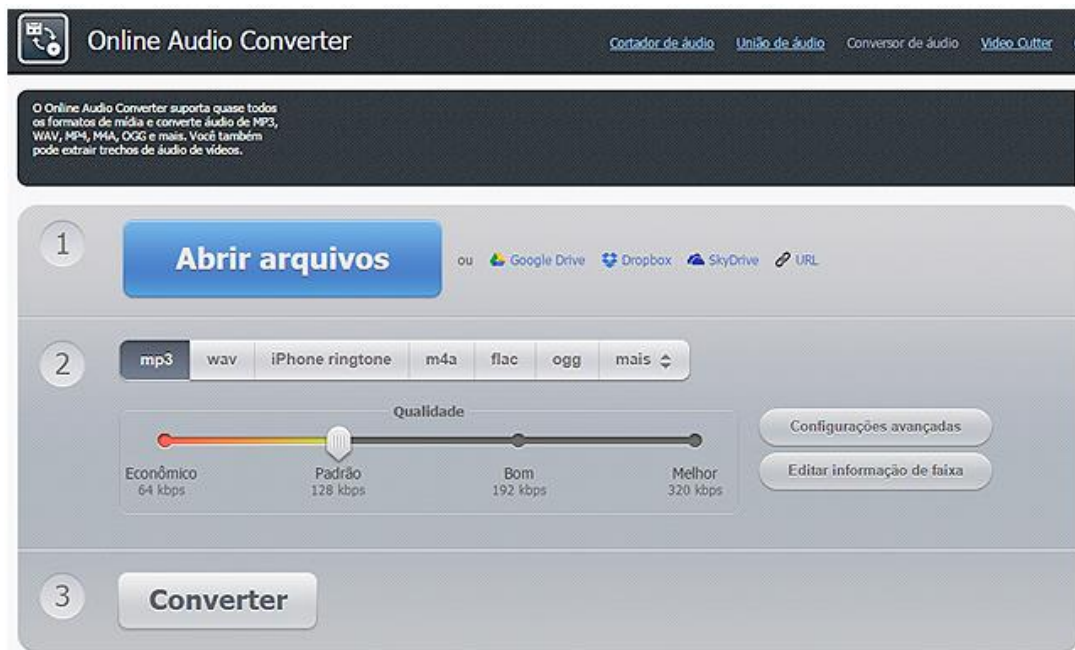 Online Audio Converter
Cortador de áudio União de áudio Conversor de áudio Video Cutter
O Online Audio Converter suporta quase todos
os formatos de mídia e converte áudio de MP3,
WAV, MP4, M4A, OGG e mais. Você também
pode extrair trechos de áudio de vídeos.
1
Abrir arquivos ou Google Drive Dropbox SkyDrive URL
2
mp3 wav iPhone ringtone m4a flac ogg mais
Qualidade
Econômico Padrão Bom Melhor
64 kbps 128 kbps 192 kbps 320 kbps
Configurações avançadas
Editar informação de faixa
3
Converter